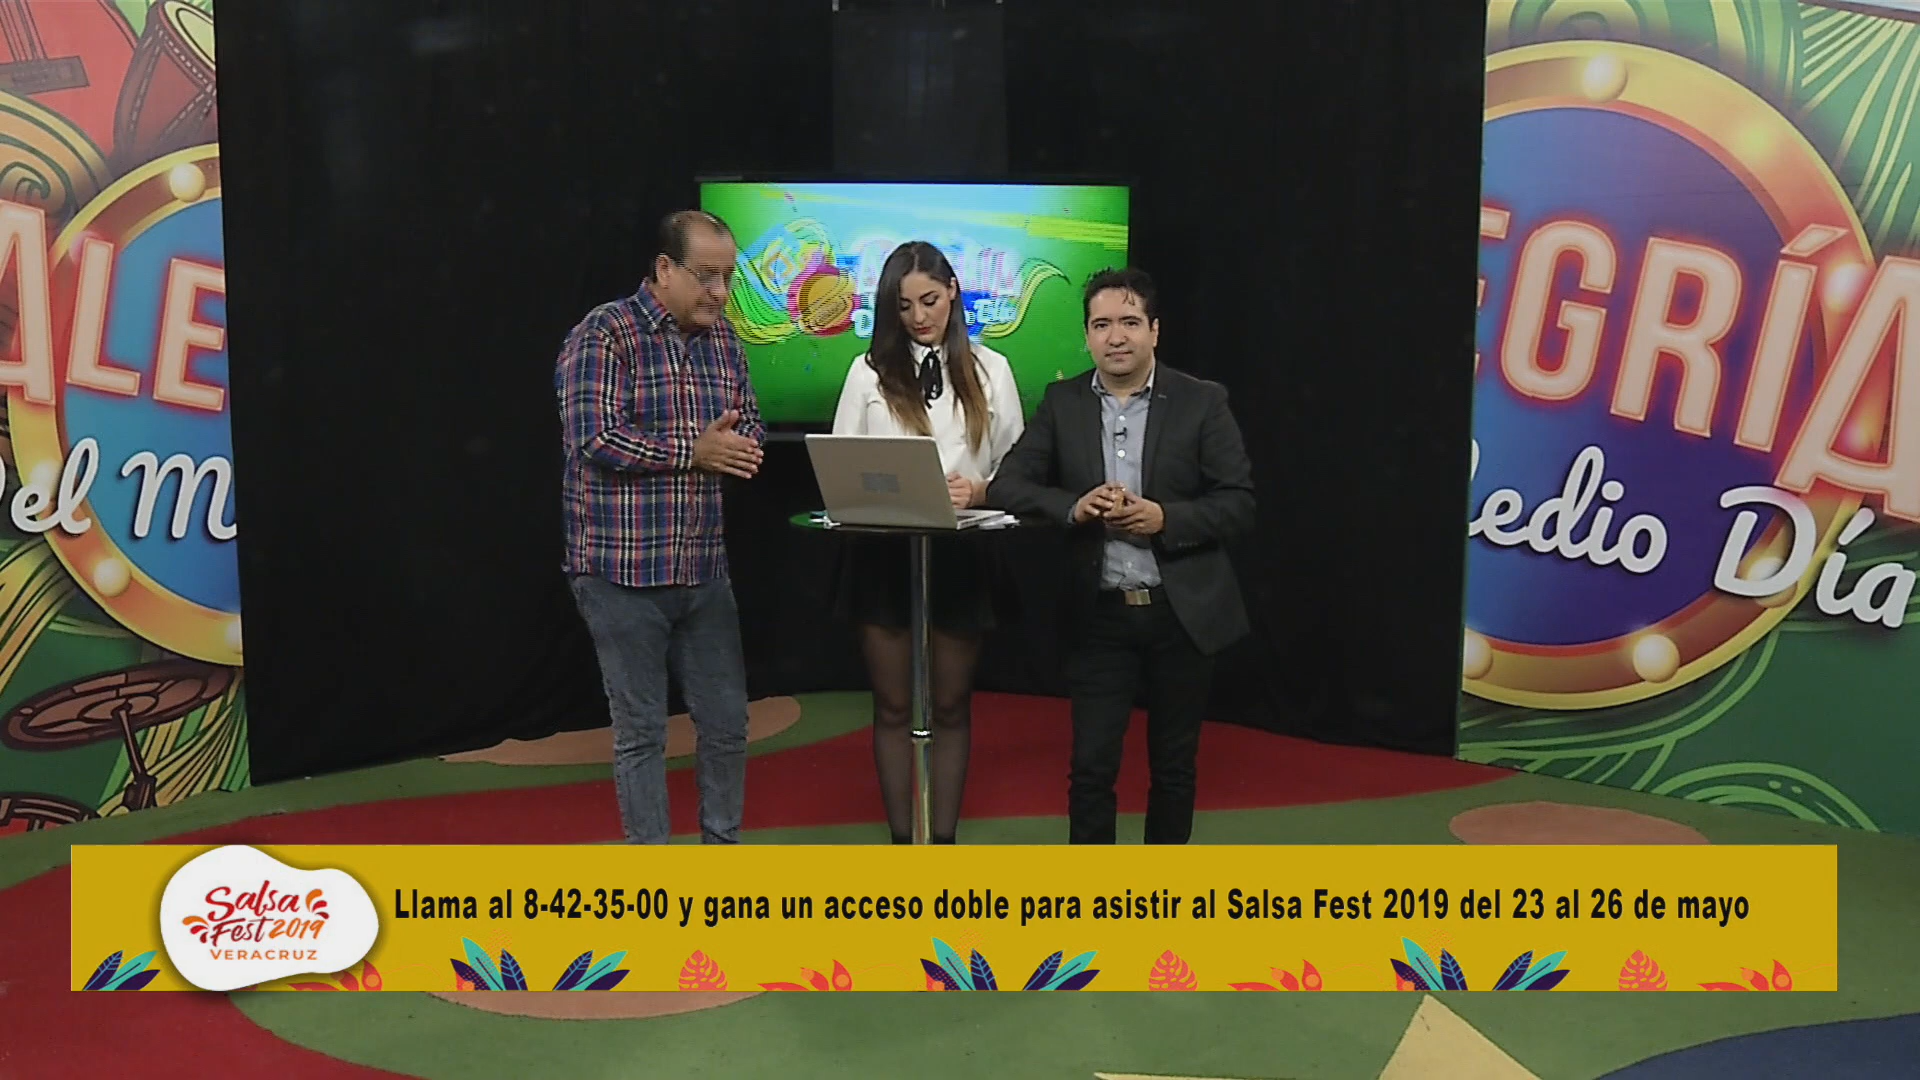 ALE
Del M
EGRÍA
Medio Día
Salsa
Fest 2019
VERACRUZ
Llama al 8-42-35-00 y gana un acceso doble para asistir al Salsa Fest 2019 del 23 al 26 de mayo